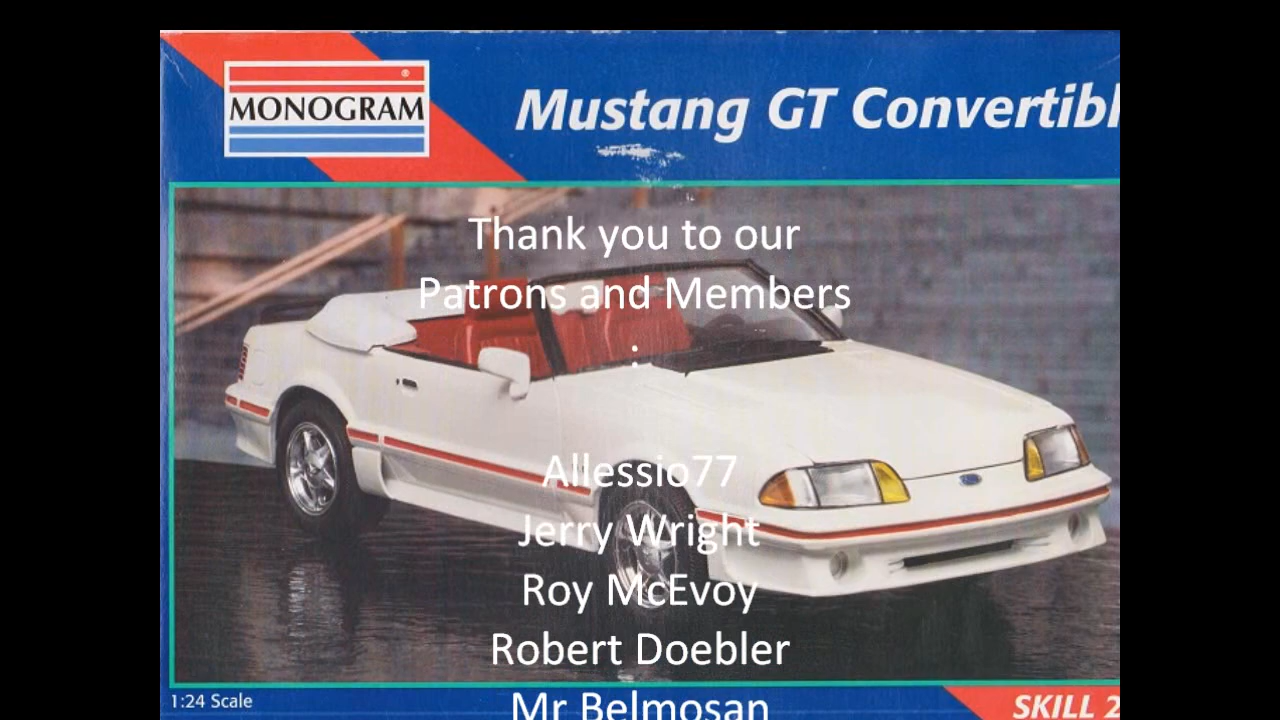 MONOGRAM
®
Mustang GT Convertibl
Thank you to our
Patrons and Members
:
Allessio77
Jerry Wright
Roy McEvoy
Robert Doebler
Mr Belmosan
1:24 Scale
SKILL 2